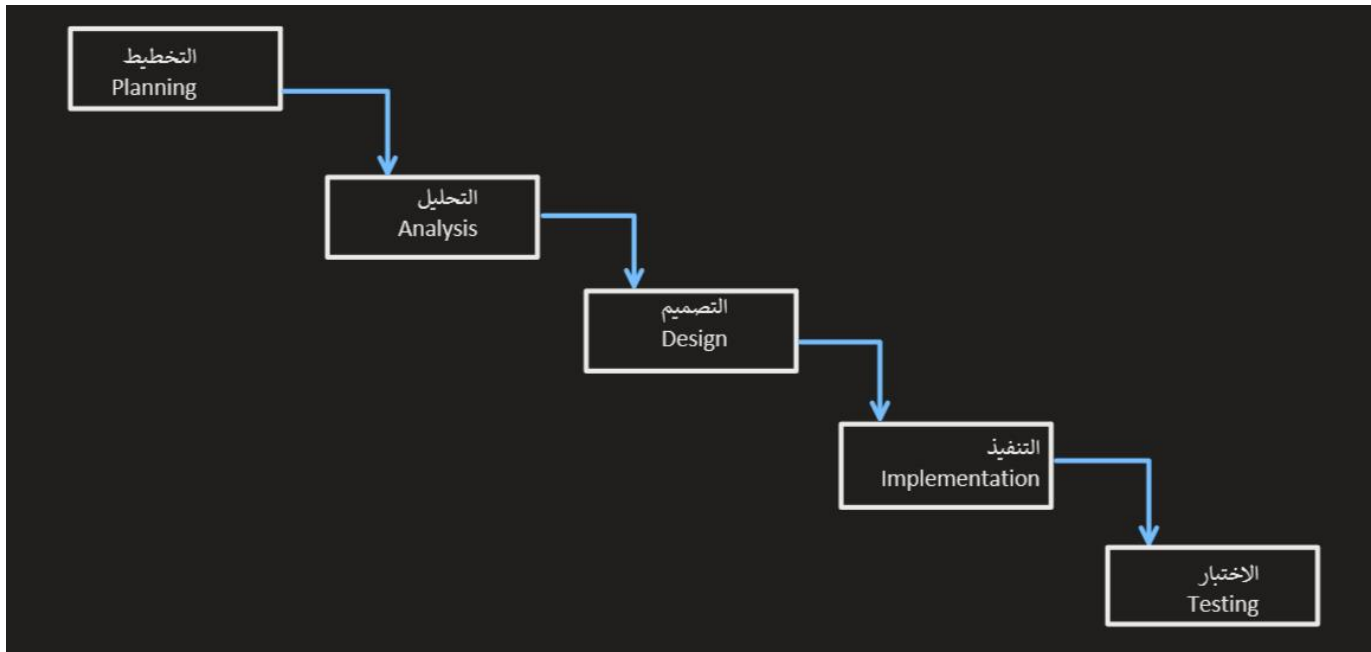 التخطيط
Planning
التحليل
Analysis
التصميم
Design
التنفيذ
Implementation
الاختبار
Testing